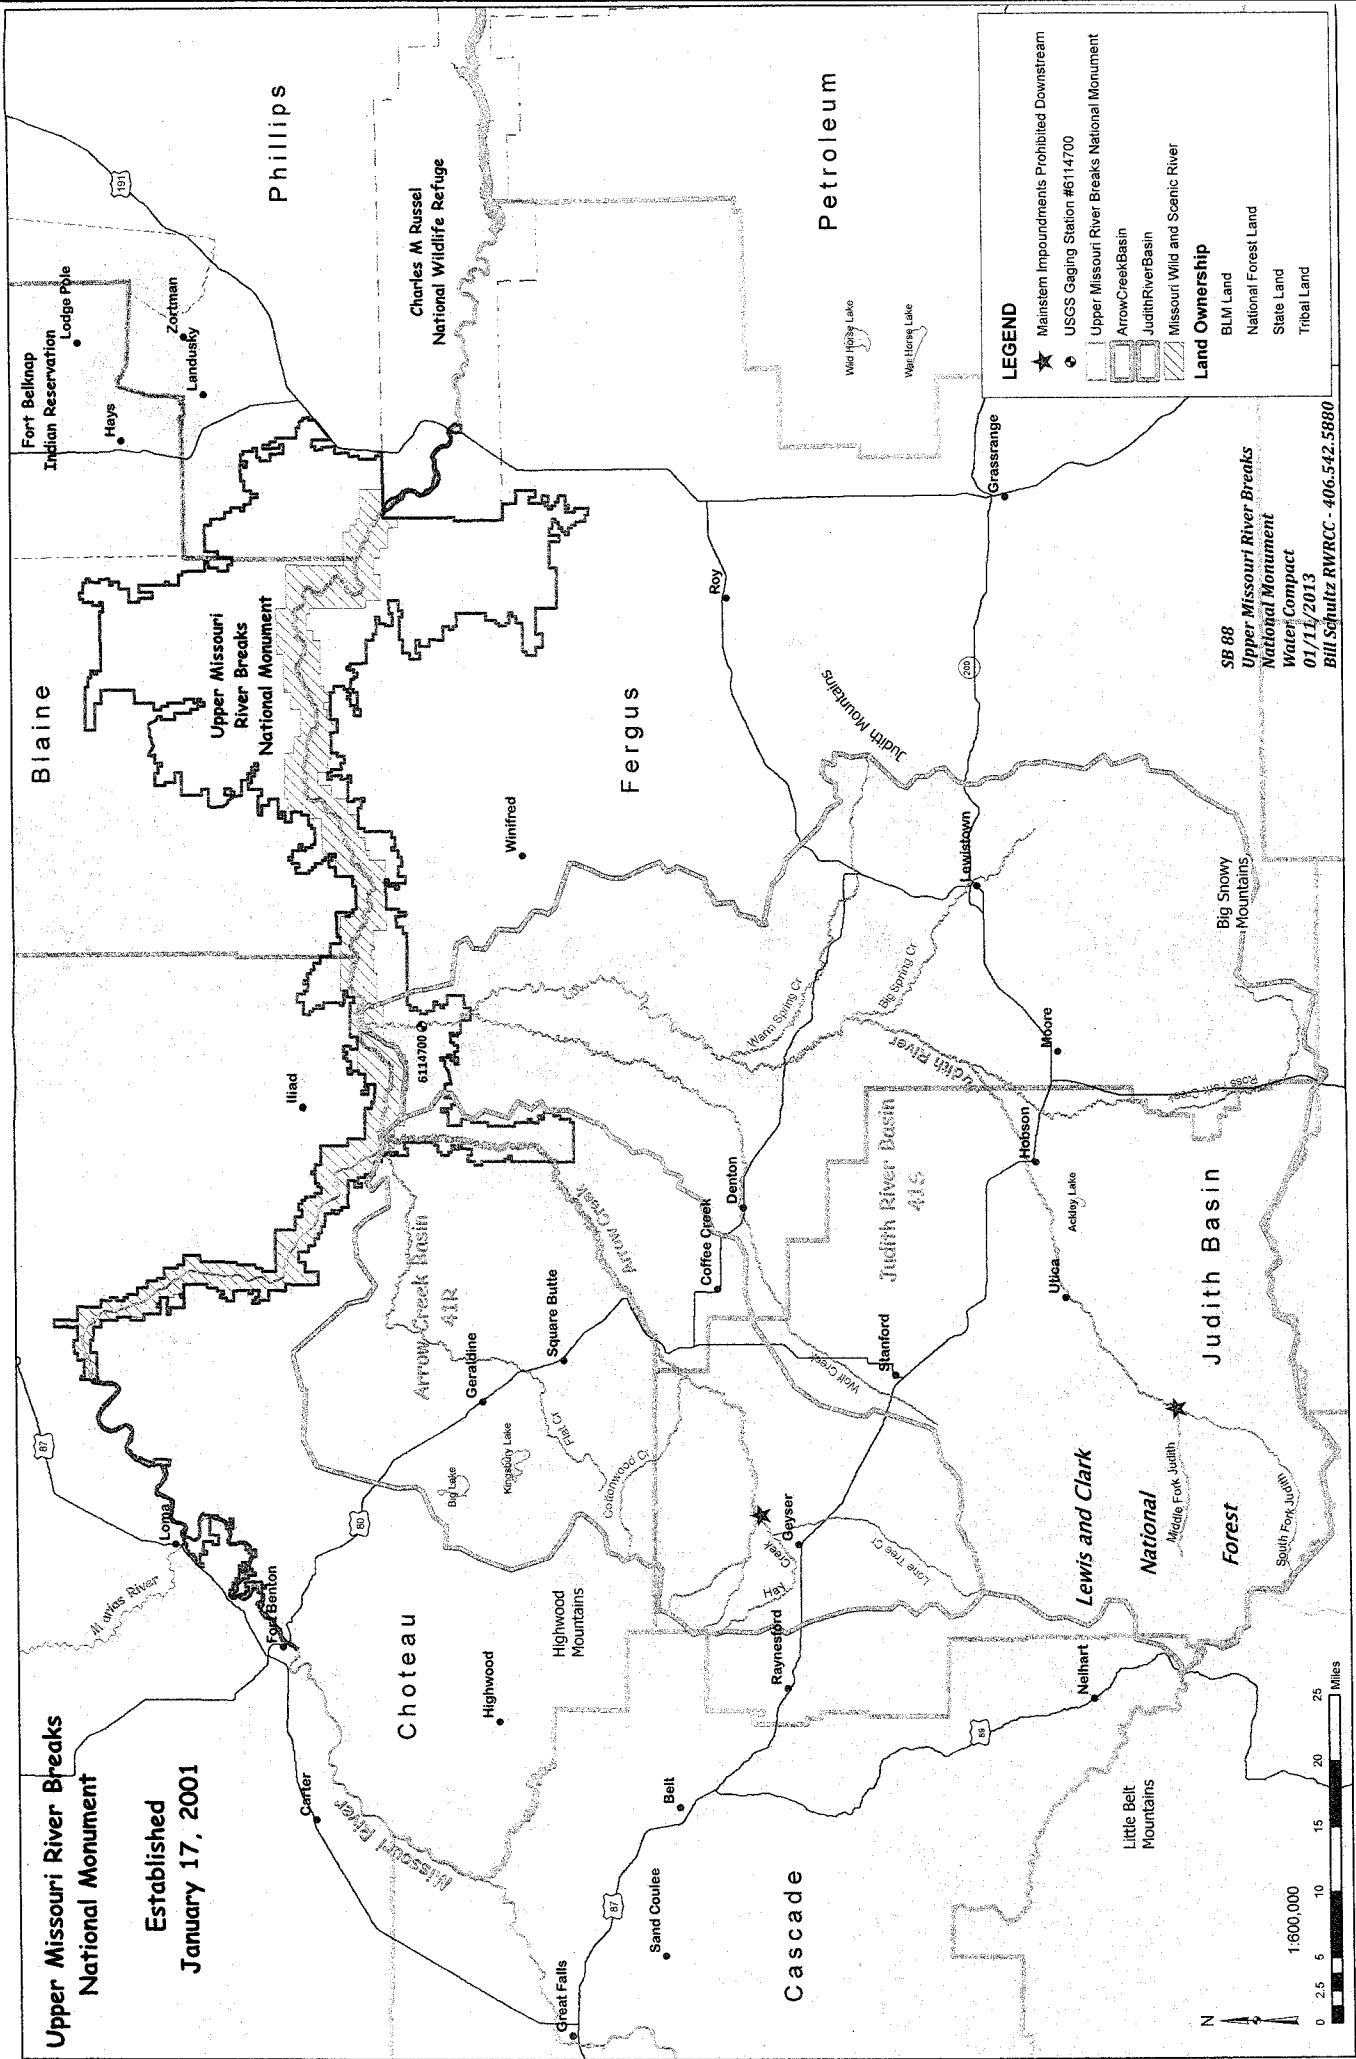 Upper Missouri River Breaks
National Monument
Established
January 17, 2001
Blaine
Phillips
Choteau
Fergus
Petroleum
Cascade
Judith Basin
Fort Belknap
Indian Reservation
Lodge Pole
Hays
Zortman
Landusky
191
Upper Missouri
River Breaks
National Monument
Charles M Russel
National Wildlife Refuge
87
Loma
Marias River
Fort Benton
80
Carter
Missouri River
Highwood
Highwood
Mountains
Great Falls
87
Sand Coulee
Belt
Raynesford
Neihart
89
Little Belt
Mountains
Iliad
6114700
Winifred
Arrow Creek Basin
41R
Geraldine
Square Butte
Big Lake
Kingsbury Lake
Flat Cr
Cottonwood Cr
Arrow Creek
Coffee Creek
Denton
Wolf Creek
Stanford
Geyser
Hay
Creek
Lone Tree Cr
Judith River Basin
41S
Warm Spring Cr
Big Spring Cr
Judith River
Lewistown
Moore
Hobson
Ackley Lake
Utica
Ross Fork Creek
Lewis and Clark
National
Forest
Middle Fork Judith
South Fork Judith
Judith Mountains
Big Snowy
Mountains
Roy
200
Grassrange
Wild Horse Lake
War Horse Lake
LEGEND
Mainstem Impoundments Prohibited Downstream
USGS Gaging Station #6114700
Upper Missouri River Breaks National Monument
ArrowCreekBasin
JudithRiverBasin
Missouri Wild and Scenic River
Land Ownership
BLM Land
National Forest Land
State Land
Tribal Land
SB 88
Upper Missouri River Breaks
National Monument
Water Compact
01/11/2013
Bill Schultz RWRCC - 406.542.5880
N
1:600,000
0 2.5 5 10 15 20 25
Miles